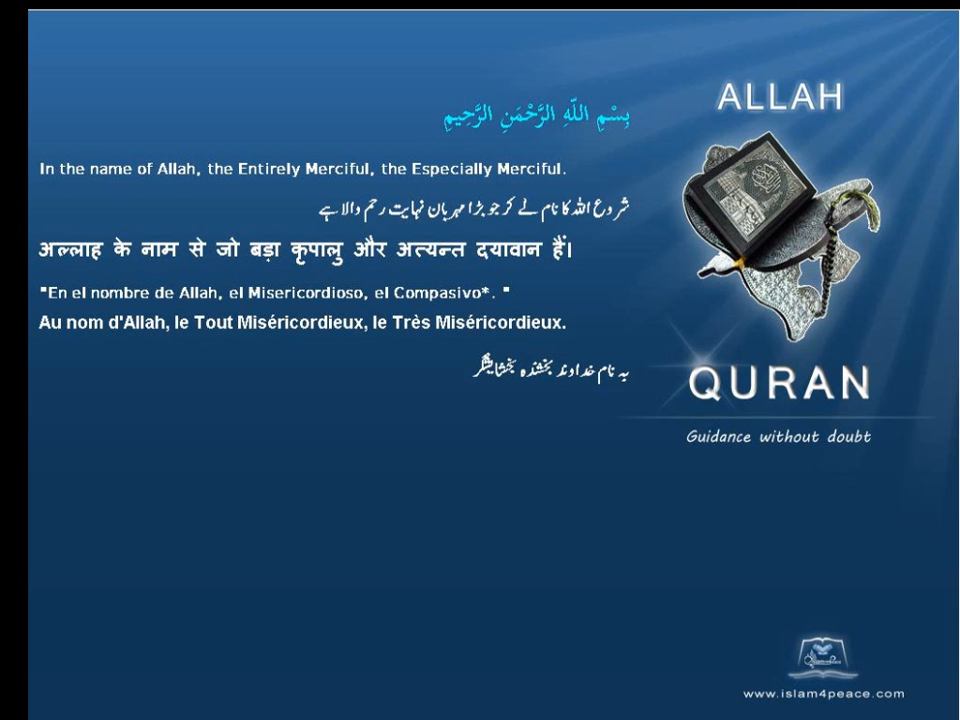 بِسْمِ اللّهِ الرَّحْمَنِ الرَّحِيمِ
In the name of Allah, the Entirely Merciful, the Especially Merciful.
شروع الله کا نام لے کر جو بڑا مہربان نہایت رحم والا ہے
अल्लाह के नाम से जो बड़ा कृपालु और अत्यन्त दयावान हैं।
"En el nombre de Allah, el Misericordioso, el Compasivo*. "
Au nom d'Allah, le Tout Miséricordieux, le Très Miséricordieux.
به نام خداوند بخشنده بخشایشگر
ALLAH
QURAN
Guidance without doubt
www.islam4peace.com